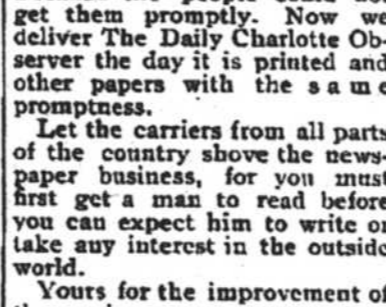 get them promptly. Now we
deliver The Daily Charlotte Ob-
server the day it is printed and
other papers with the same
promptness.
Let the carriers from all parts
of the country shove the news-
paper business, for you must
first get a man to read before
you can expect him to write or
take any interest in the outside
world.
Yours for the improvement of